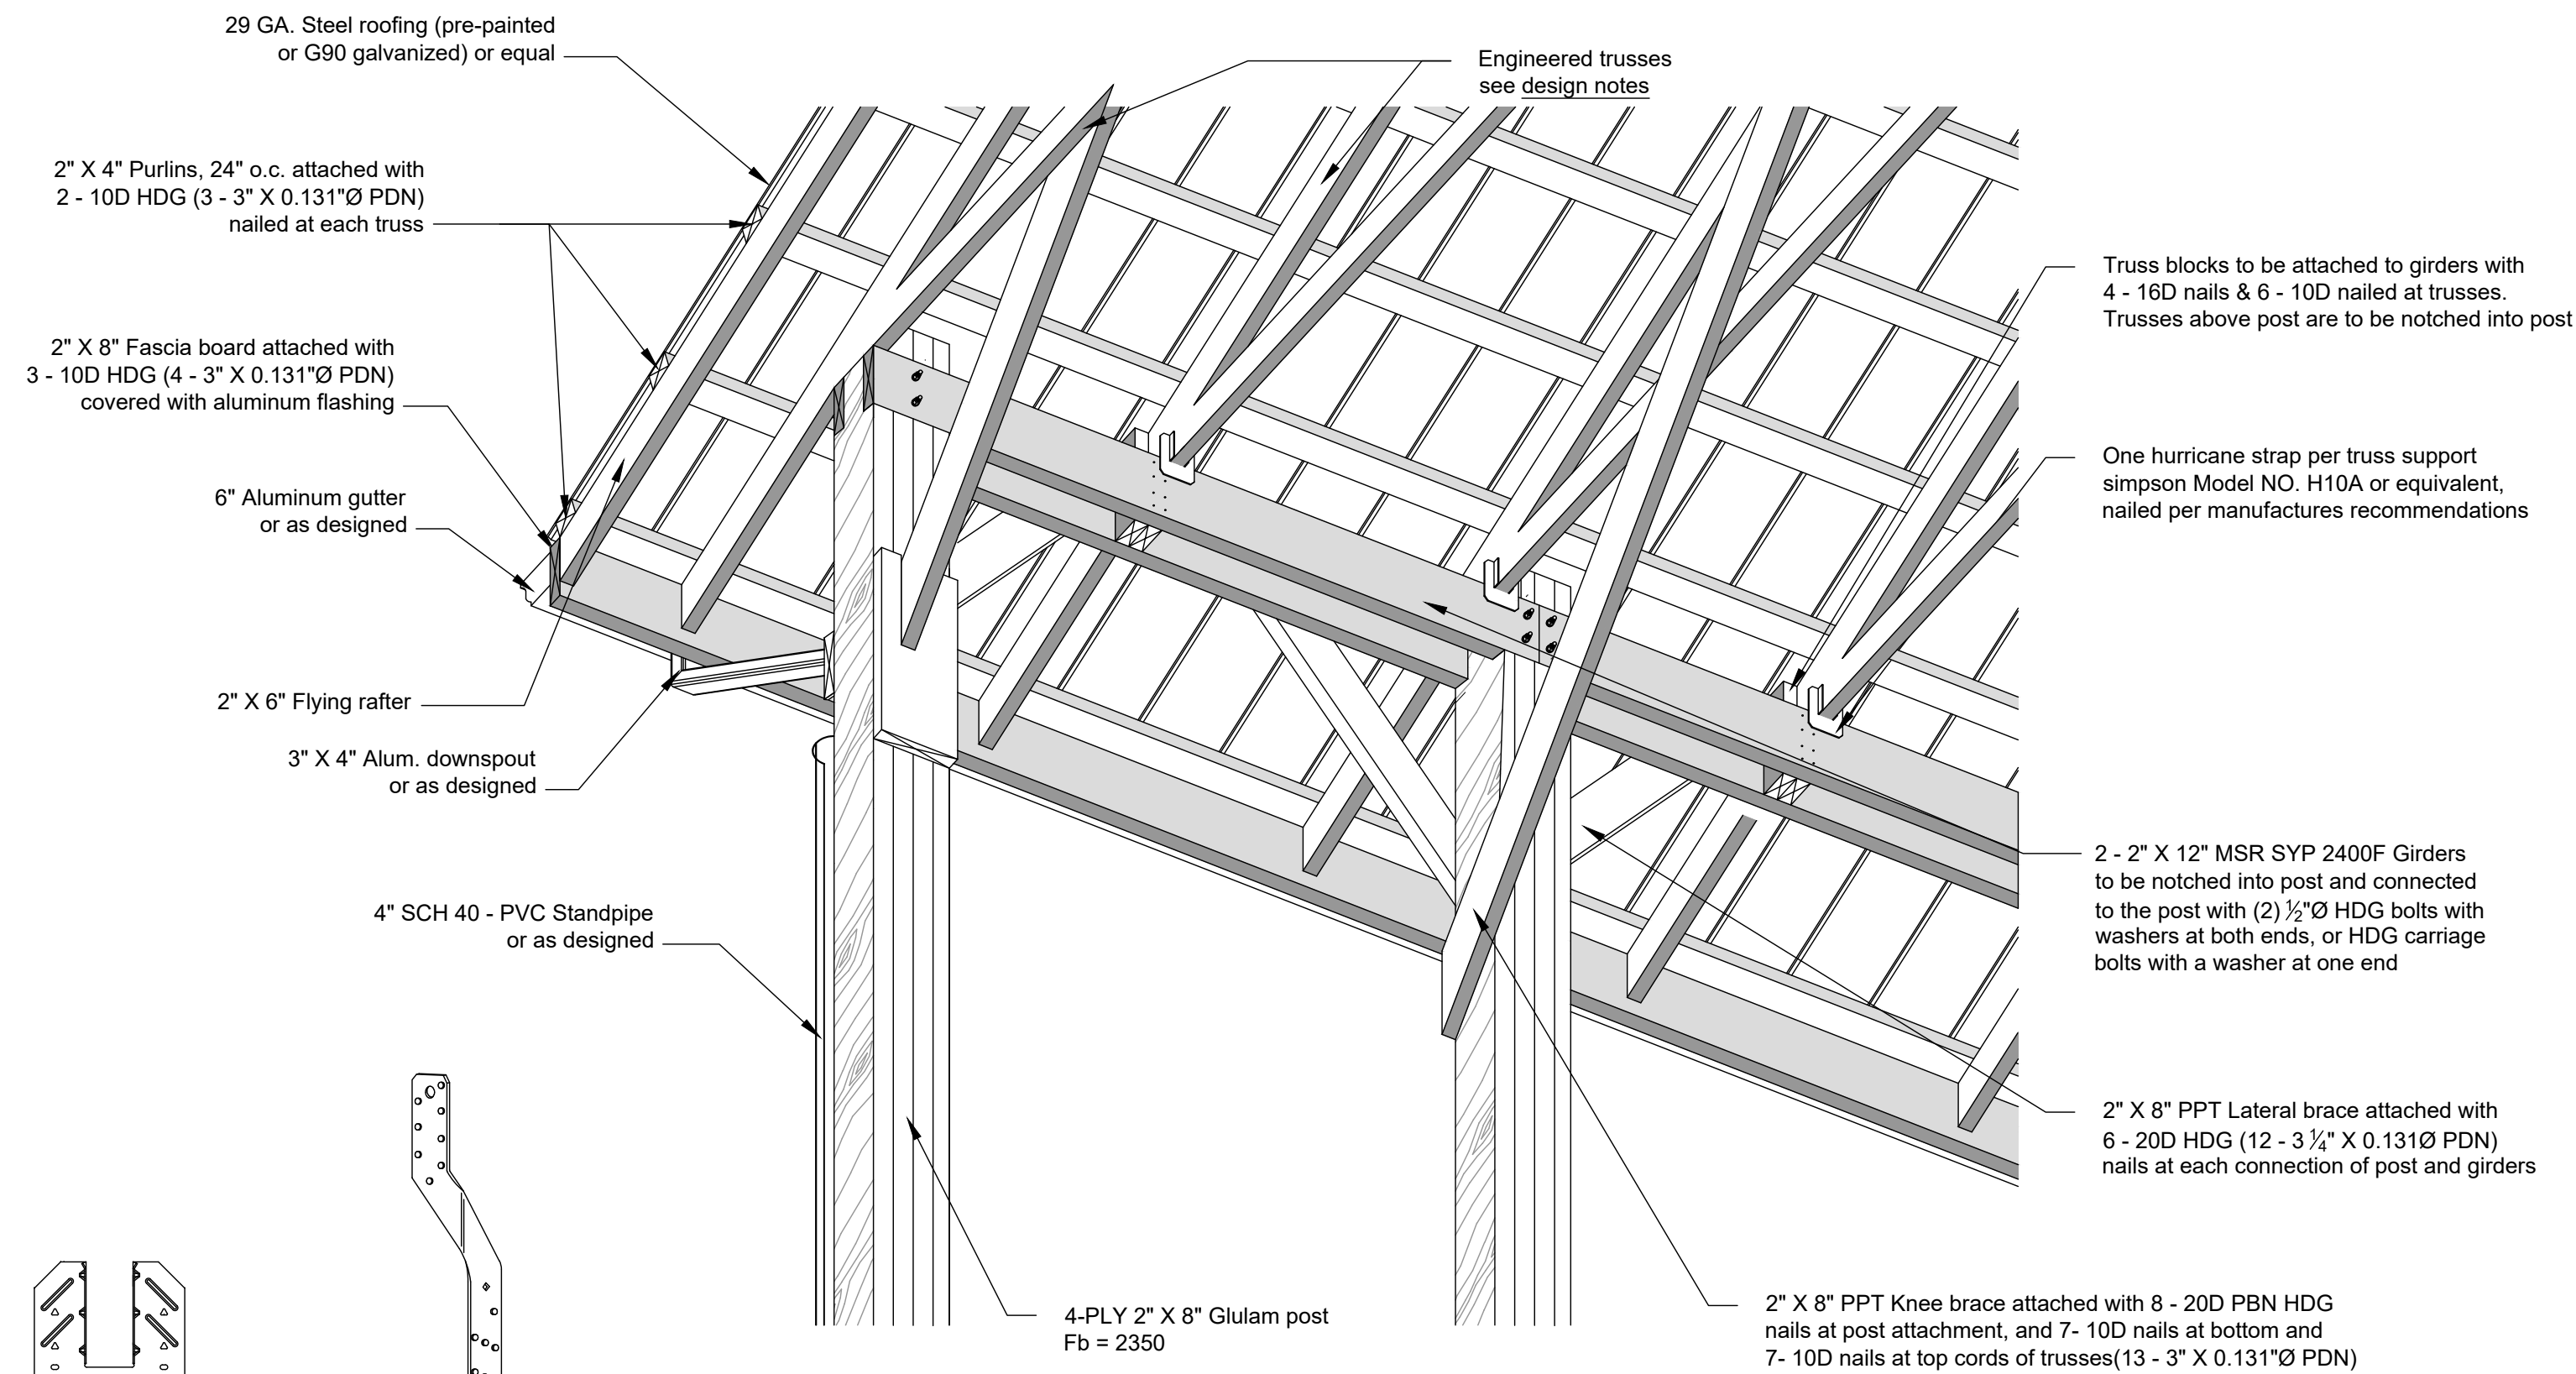 29 GA. Steel roofing (pre-painted
or G90 galvanized) or equal
Engineered trusses
see design notes
2" X 4" Purlins, 24" o.c. attached with
2 - 10D HDG (3 - 3" X 0.131"Ø PDN)
nailed at each truss
Truss blocks to be attached to girders with
4 - 16D nails & 6 - 10D nailed at trusses.
Trusses above post are to be notched into post
2" X 8" Fascia board attached with
3 - 10D HDG (4 - 3" X 0.131"Ø PDN)
covered with aluminum flashing
One hurricane strap per truss support
simpson Model NO. H10A or equivalent,
nailed per manufactures recommendations
6" Aluminum gutter
or as designed
2" X 6" Flying rafter
3" X 4" Alum. downspout
or as designed
2 - 2" X 12" MSR SYP 2400F Girders
to be notched into post and connected
to the post with (2) ½"Ø HDG bolts with
washers at both ends, or HDG carriage
bolts with a washer at one end
4" SCH 40 - PVC Standpipe
or as designed
2" X 8" PPT Lateral brace attached with
6 - 20D HDG (12 - 3 ¼" X 0.131Ø PDN)
nails at each connection of post and girders
4-PLY 2" X 8" Glulam post
Fb = 2350
2" X 8" PPT Knee brace attached with 8 - 20D PBN HDG
nails at post attachment, and 7- 10D nails at bottom and
7- 10D nails at top cords of trusses(13 - 3" X 0.131"Ø PDN)